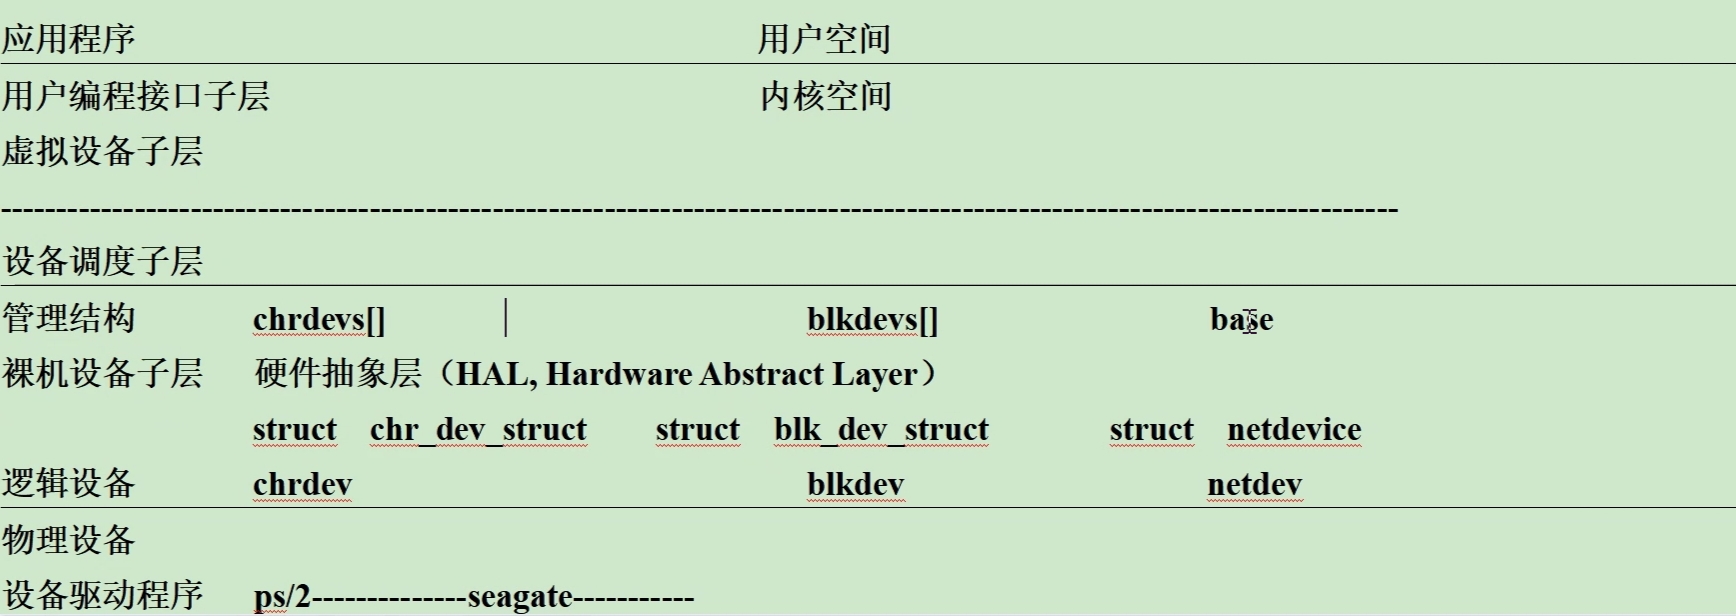 应用程序 用户空间
用户编程接口子层 内核空间
虚拟设备子层
--------------------------------------------------------------------------------------------------------------------------------
设备调度子层
管理结构 chrdevs[] blkdevs[] base
裸机设备子层 硬件抽象层（HAL, Hardware Abstract Layer）
struct chr_dev_struct struct blk_dev_struct struct netdevice
逻辑设备 chrdev blkdev netdev
物理设备
设备驱动程序 ps/2--------------seagate-----------